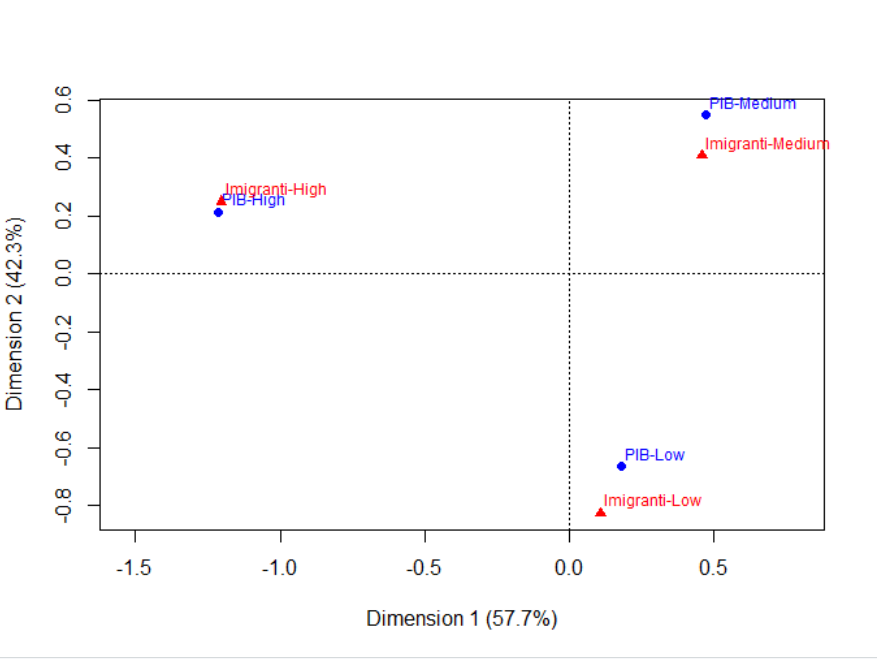 PIB-Medium
Imigranti-Medium
Imigranti-High
PIB-High
PIB-Low
Imigranti-Low
0.6
0.4
0.2
0.0
-0.2
-0.4
-0.6
-0.8
Dimension 2 (42.3%)
-1.5 -1.0 -0.5 0.0 0.5
Dimension 1 (57.7%)